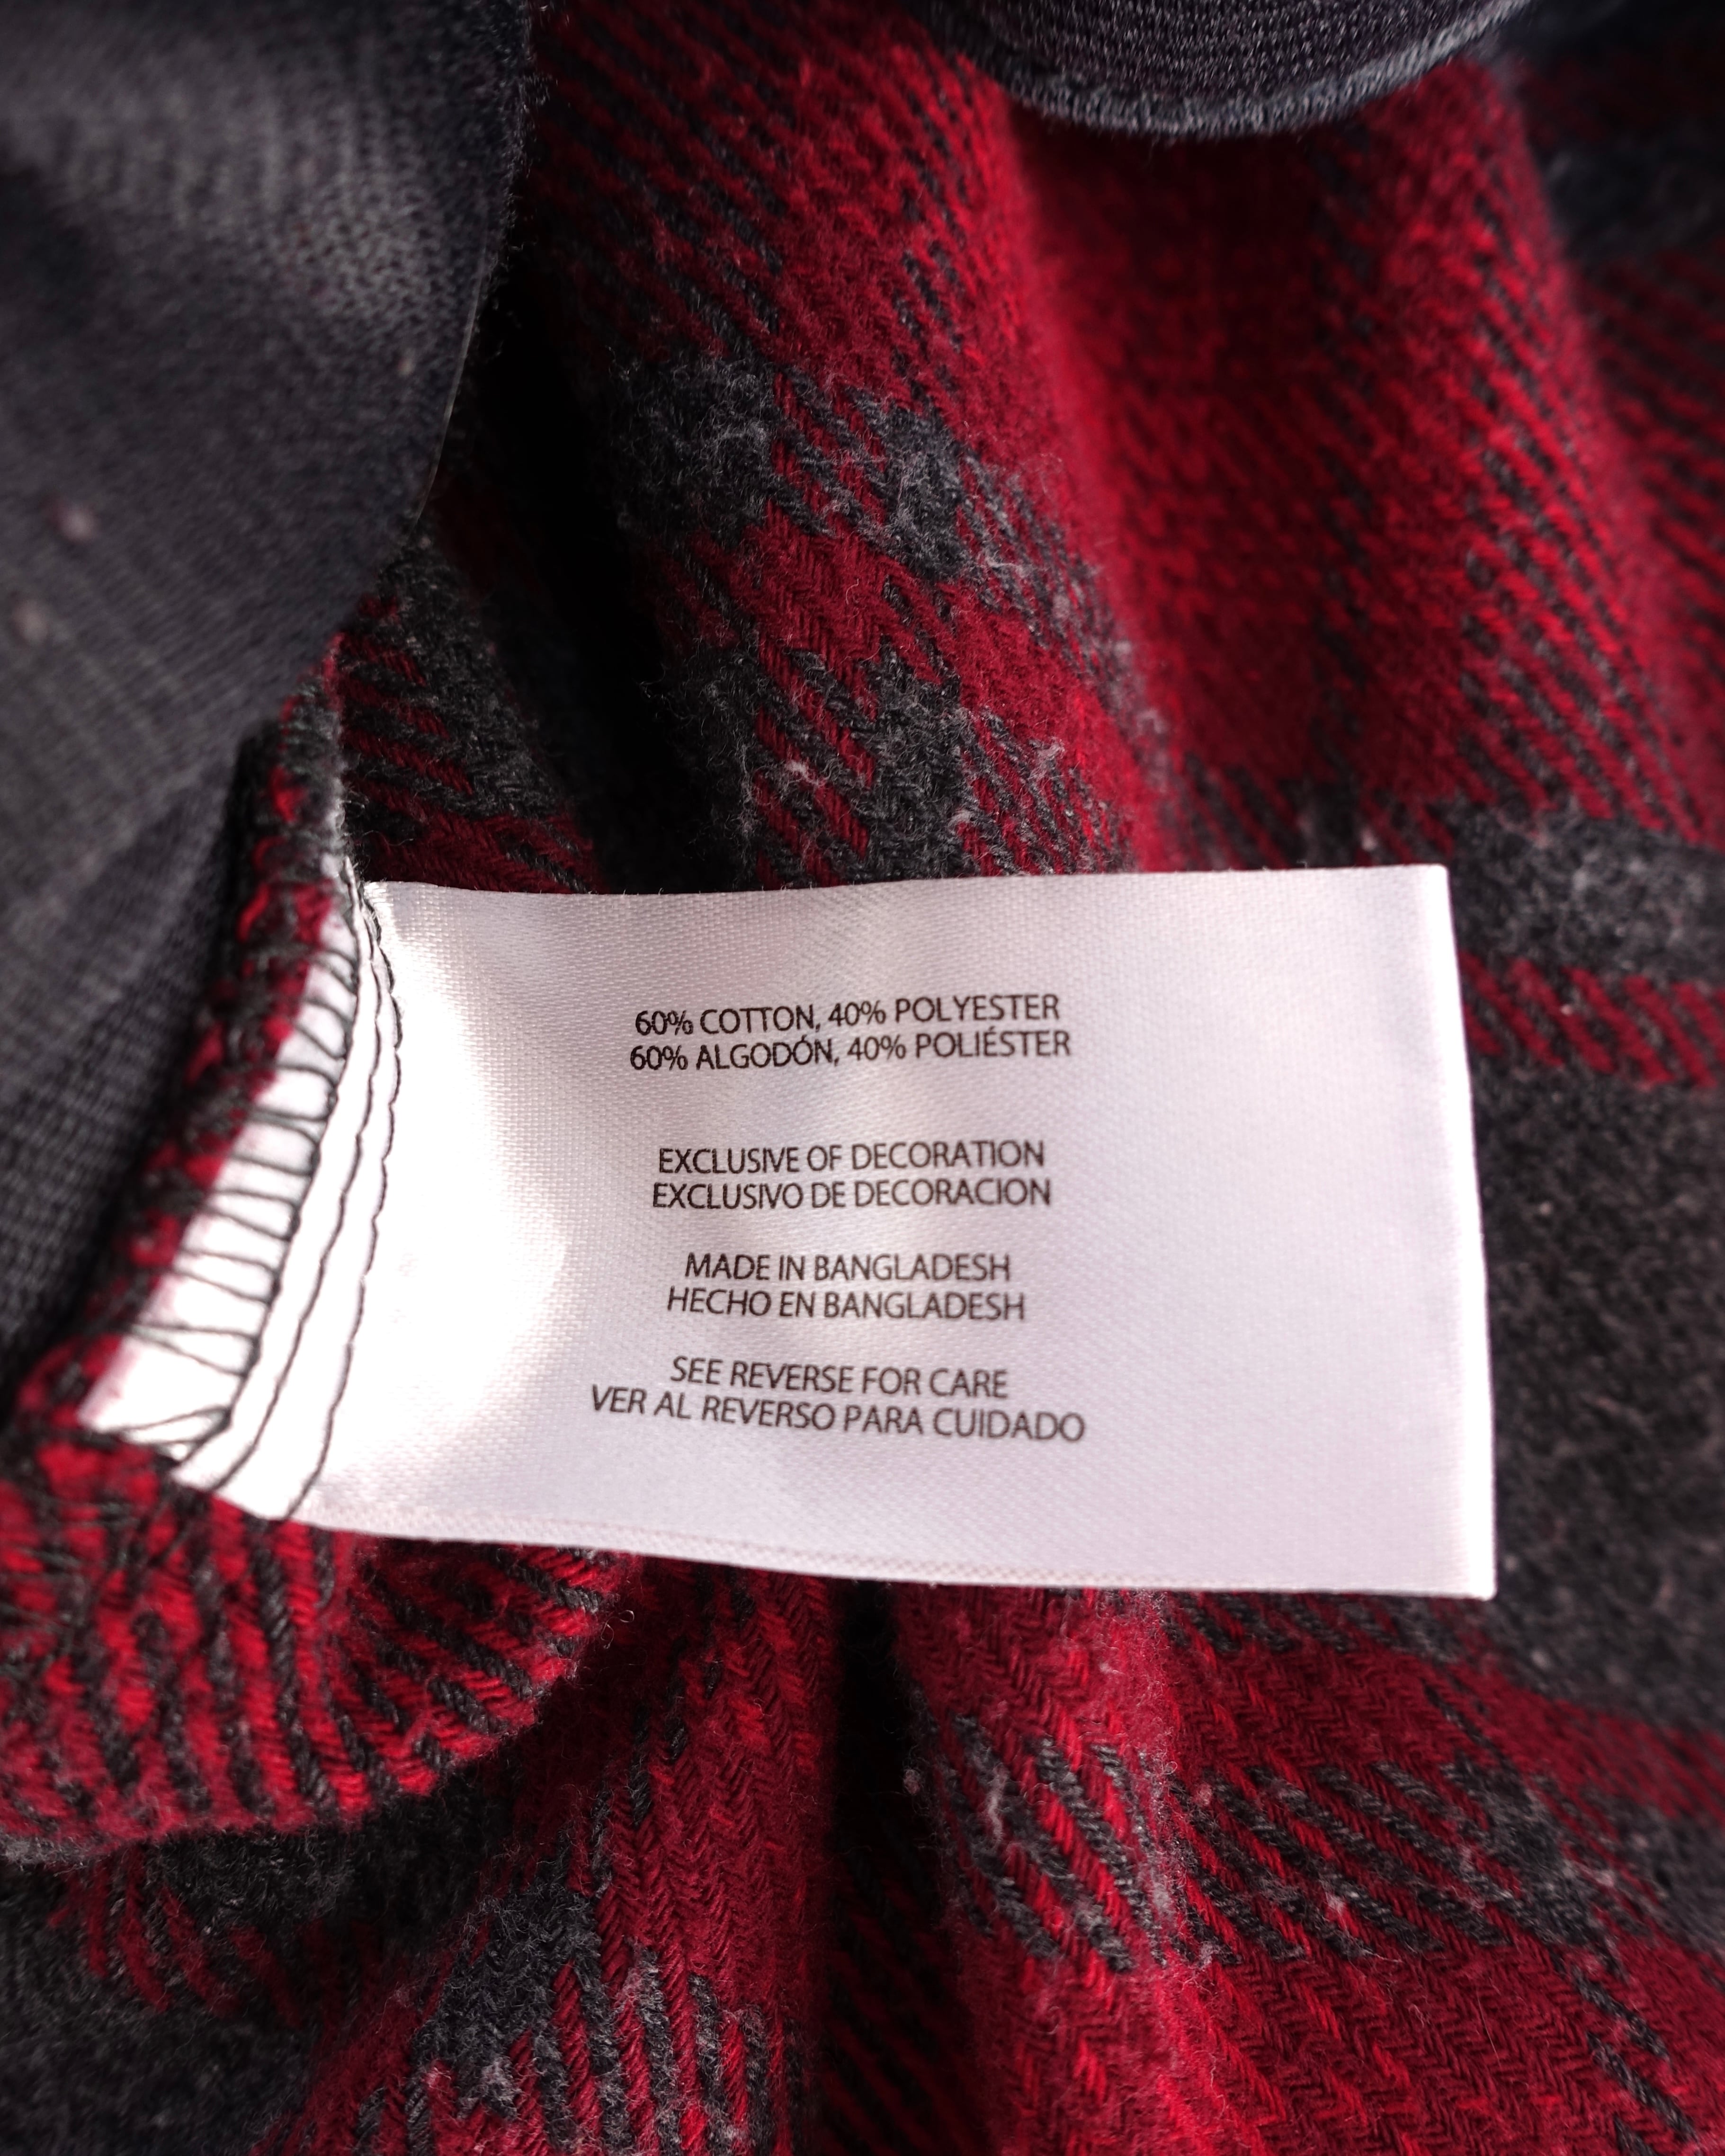 60% COTTON, 40% POLYESTER
60% ALGODÓN, 40% POLIÉSTER
EXCLUSIVE OF DECORATION
EXCLUSIVO DE DECORACION
MADE IN BANGLADESH
HECHO EN BANGLADESH
SEE REVERSE FOR CARE
VER AL REVERSO PARA CUIDADO